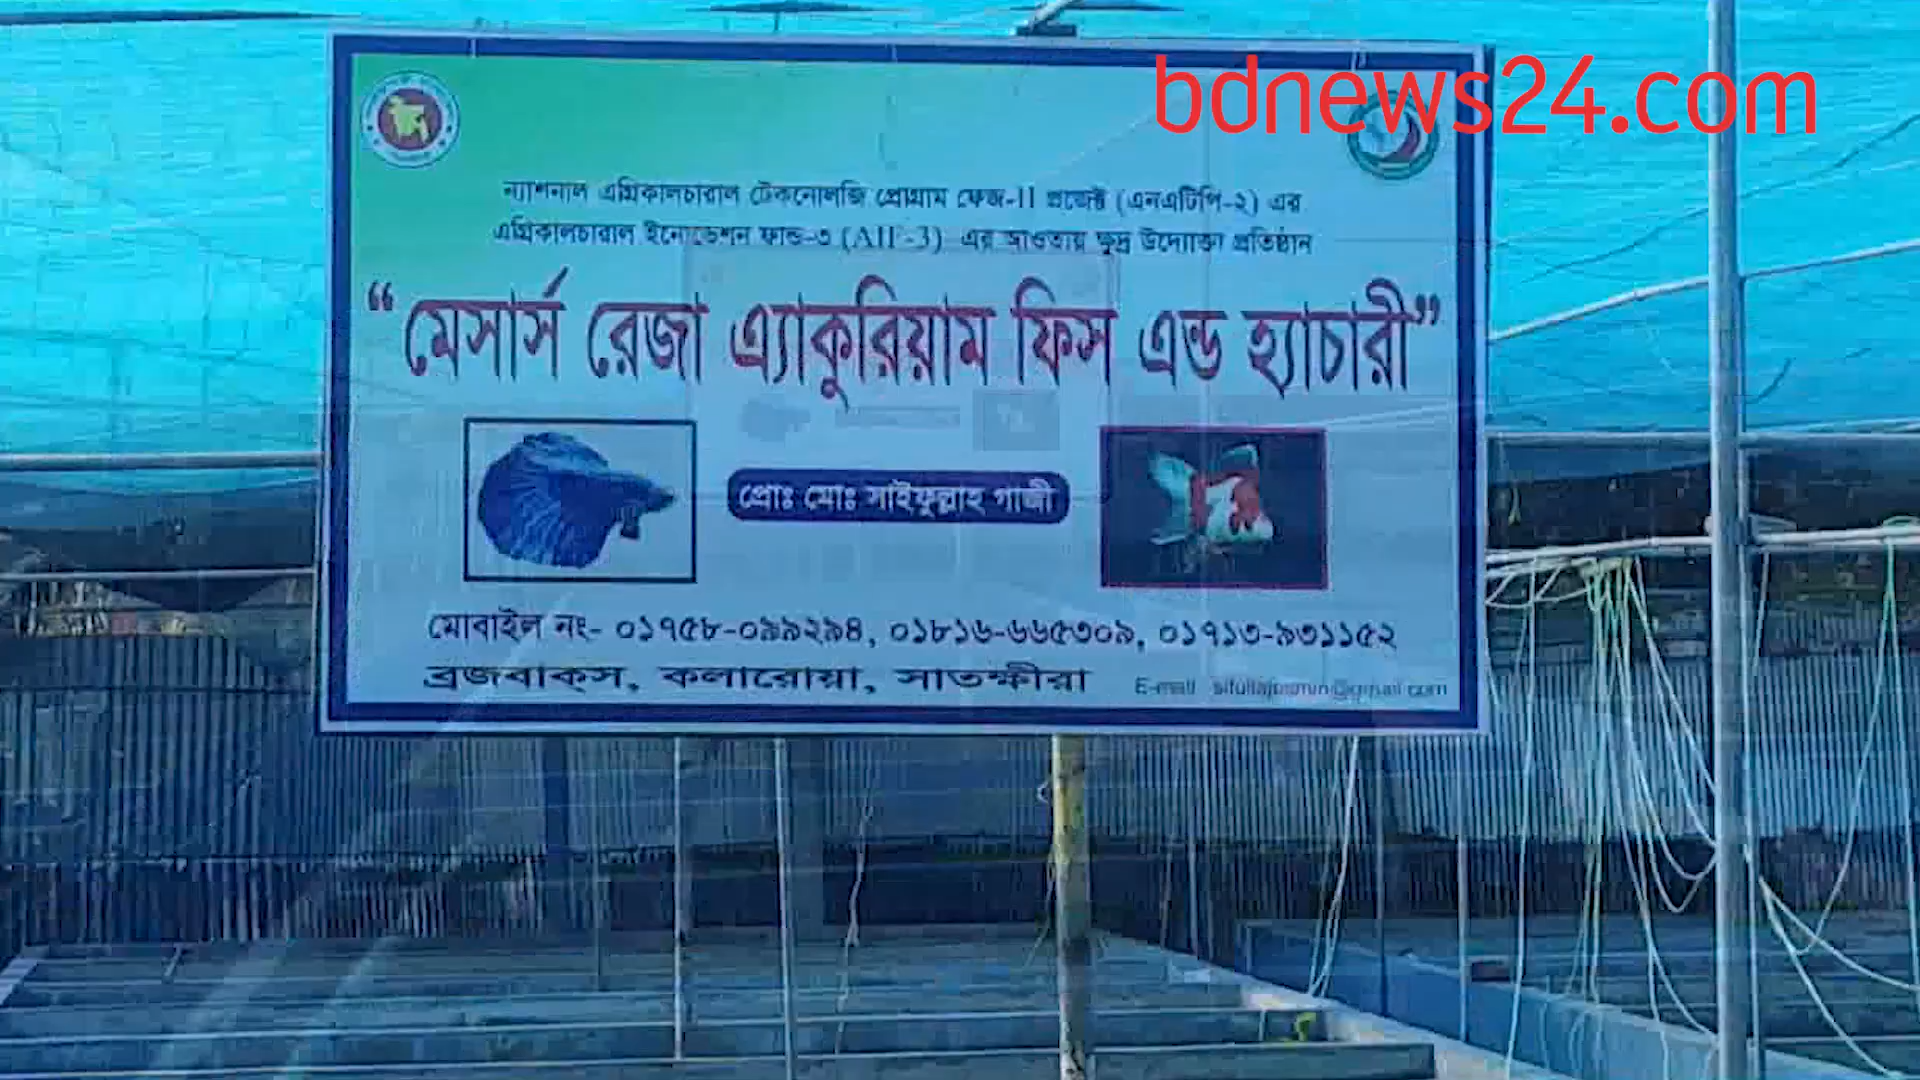 bdnews24.com
ন্যাশনাল এগ্রিকালচারাল টেকনোলজি প্রোগ্রাম ফেজ-II প্রজেক্ট (এনএটিপি-২) এর
এগ্রিকালচারাল ইনোভেশন ফান্ড-৩ (AIF-3) এর আওতায় ক্ষুদ্র উদ্যোক্তা প্রতিষ্ঠান
“মেসার্স রেজা এ্যাকুরিয়াম ফিস এন্ড হ্যাচারী”
প্রোঃ মোঃ সাইফুল্লাহ গাজী
মোবাইল নং- ০১৭৫৮-০৯৯২৯৪, ০১৮১৬-৬৬৫৩০৯, ০১৭১৩-৯৩১১৫২
ব্রজবাক্স, কলারোয়া, সাতক্ষীরা E-mail